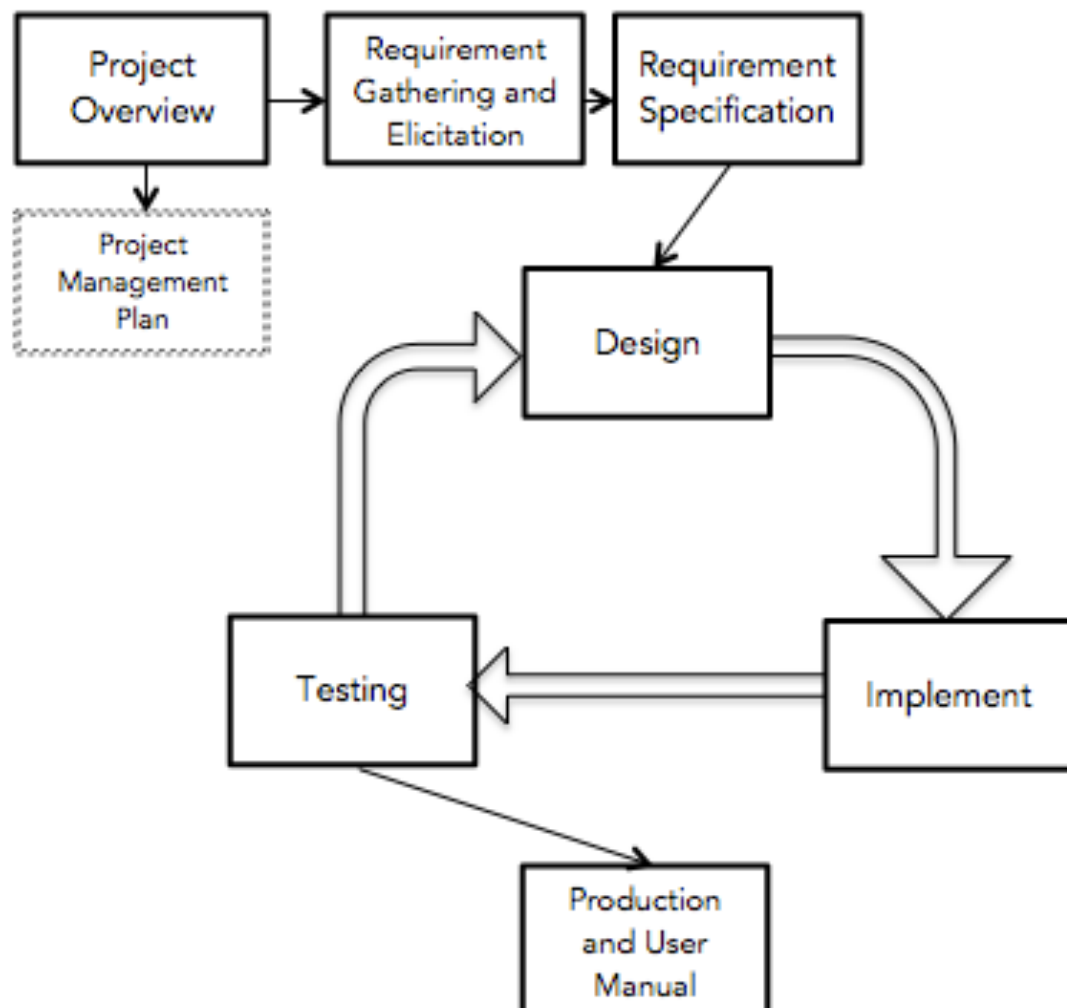 Project
Overview
Requirement
Gathering and
Elicitation
Requirement
Specification
Project
Management
Plan
Design
Testing
Implement
Production
and User
Manual